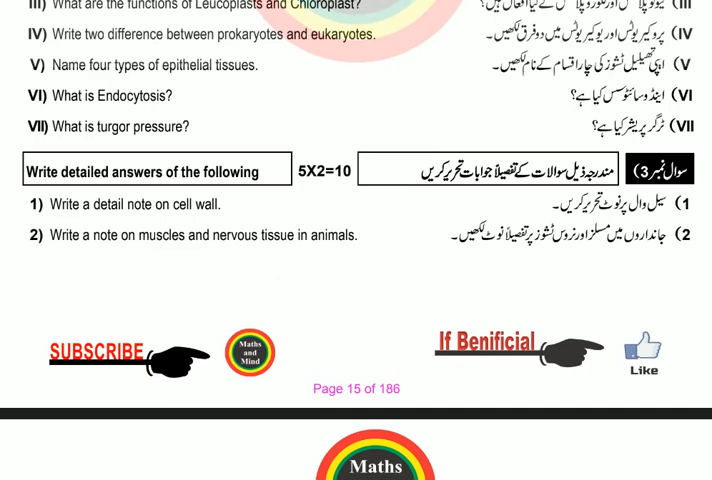 III) What are the functions of Leucoplasts and Chloroplast?
IV) Write two difference between prokaryotes and eukaryotes. IV) پروکیریوٹس اور یوکیریوٹس میں دو فرق لکھیں۔
V) Name four types of epithelial tissues. V) اپی تھیلیل ٹشوز کی چار اقسام کے نام لکھیں۔
VI) What is Endocytosis? VI) اینڈوسائٹوسس کیا ہے؟
VII) What is turgor pressure? VII) ٹرگر پریشر کیا ہے؟
Write detailed answers of the following 5X2=10 مندرجہ ذیل سوالات کے تفصیلاً جوابات تحریر کریں سوال نمبر 3)
1) Write a detail note on cell wall. 1) سیل وال پر نوٹ تحریر کریں۔
2) Write a note on muscles and nervous tissue in animals. 2) جانداروں میں مسلز اور نروس ٹشوز پر تفصیلاً نوٹ لکھیں۔
SUBSCRIBE Maths and Mind If Benificial Like
Page 15 of 186
Maths